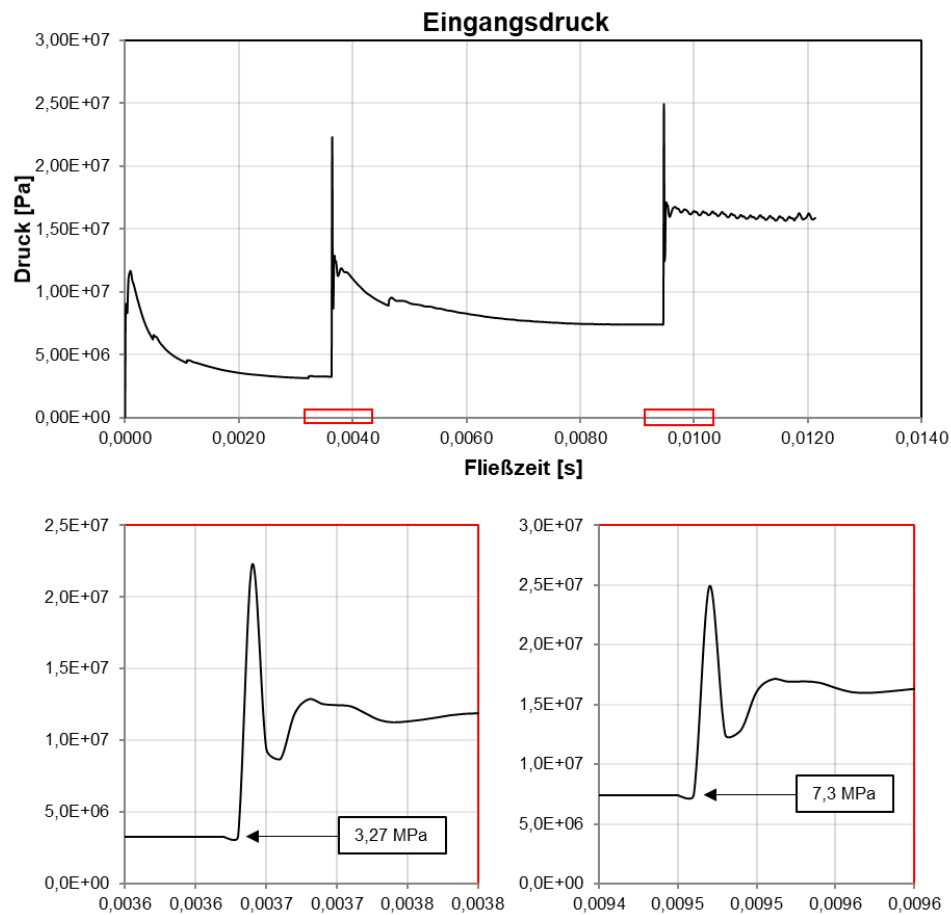 Eingangsdruck
3,00E+07
2,50E+07
2,00E+07
1,50E+07
1,00E+07
5,00E+06
0,00E+00
Druck [Pa]
0,0000 0,0020 0,0040 0,0060 0,0080 0,0100 0,0120 0,0140
Fließzeit [s]
2,5E+07
2,0E+07
1,5E+07
1,0E+07
5,0E+06
0,0E+00
3,27 MPa
0,0036 0,0036 0,0037 0,0037 0,0038 0,0038
3,0E+07
2,5E+07
2,0E+07
1,5E+07
1,0E+07
5,0E+06
0,0E+00
7,3 MPa
0,0094 0,0095 0,0095 0,0096 0,0096